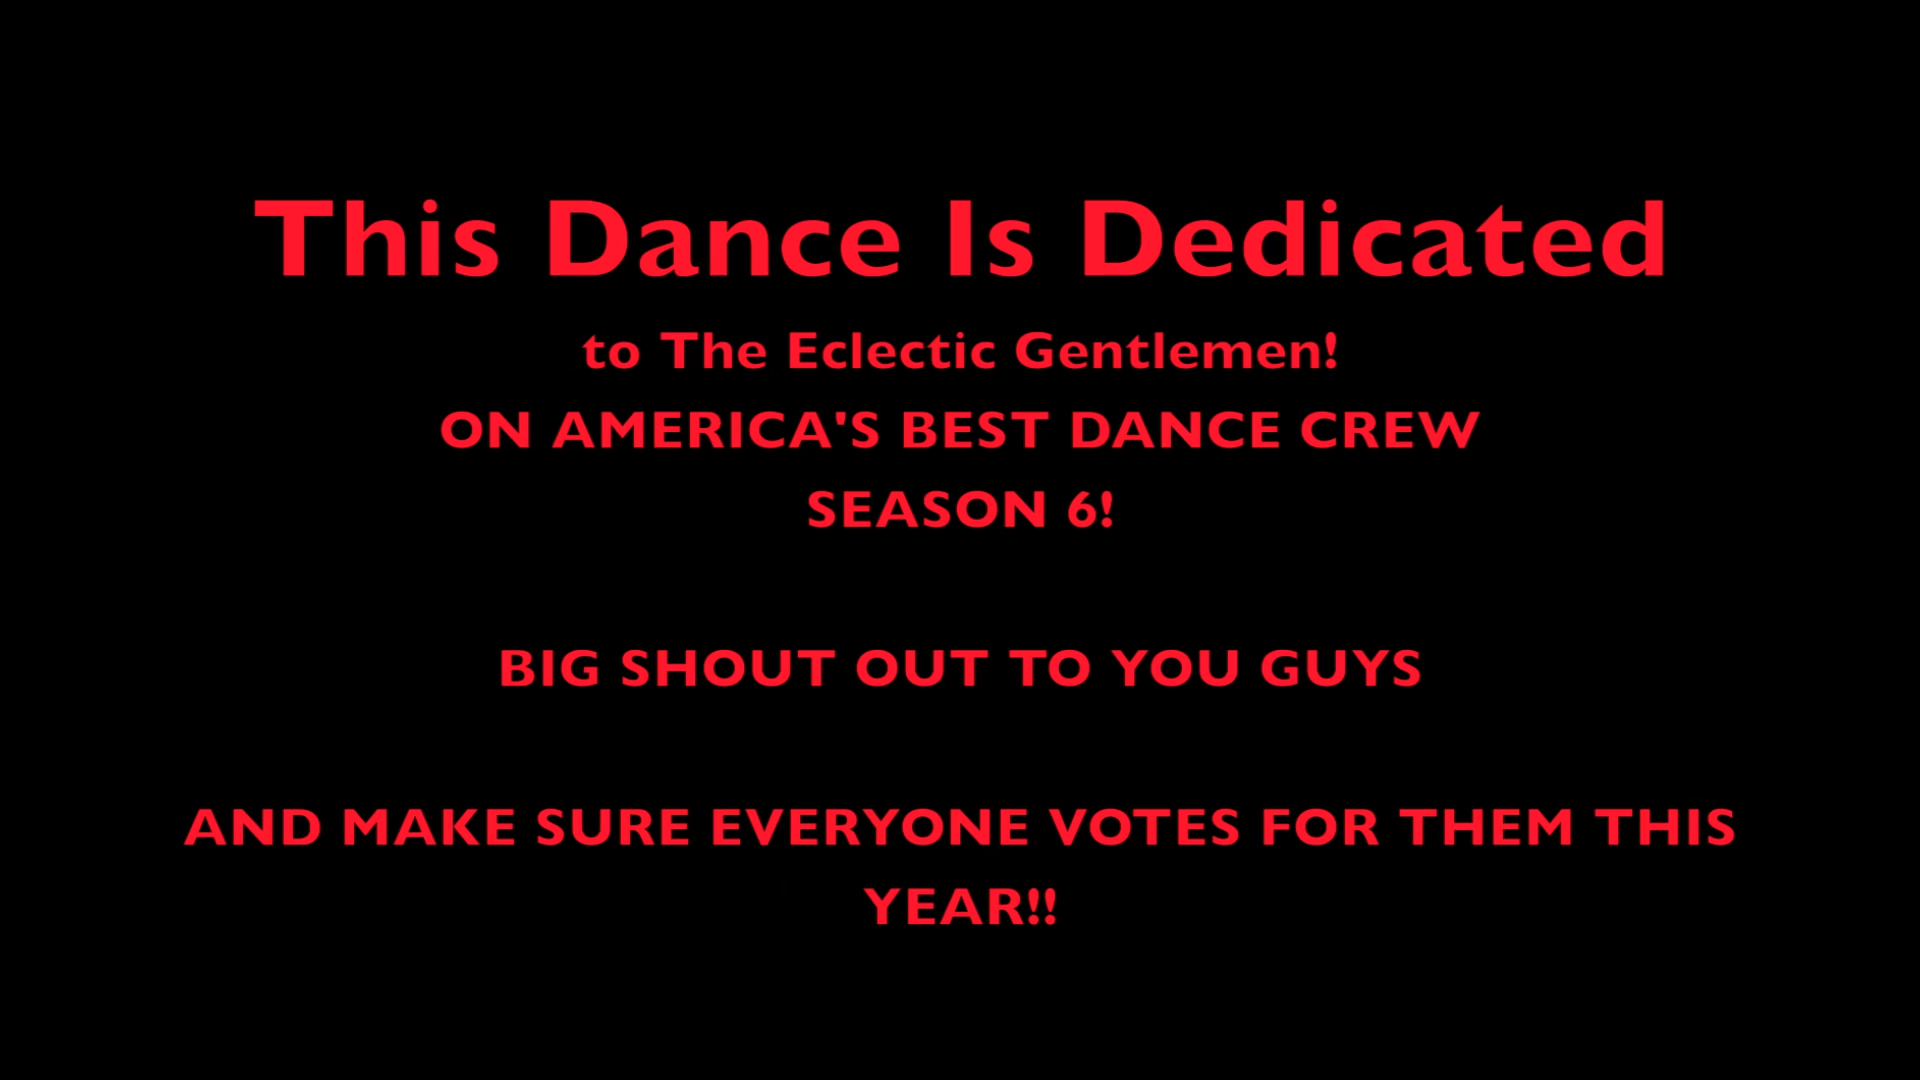 This Dance Is Dedicated
to The Eclectic Gentlemen!
ON AMERICA'S BEST DANCE CREW
SEASON 6!
BIG SHOUT OUT TO YOU GUYS
AND MAKE SURE EVERYONE VOTES FOR THEM THIS
YEAR!!